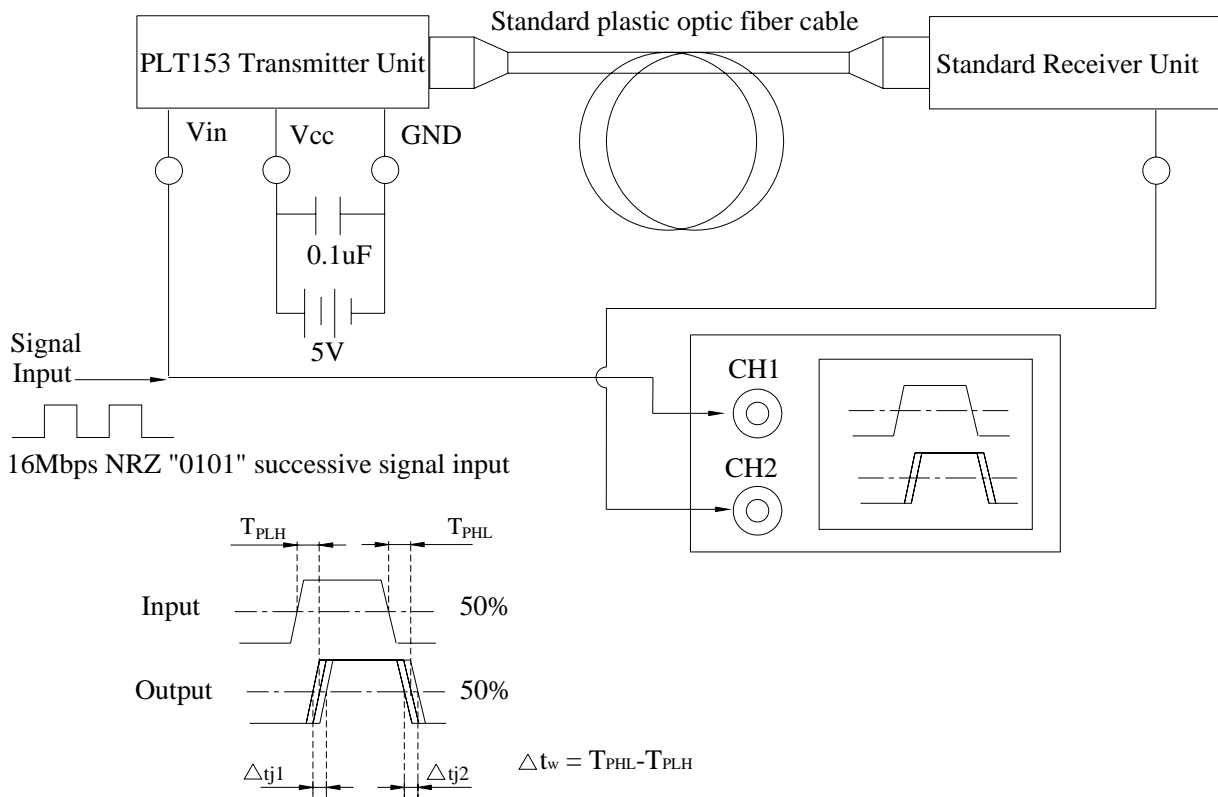 Standard plastic optic fiber cable
PLT153 Transmitter Unit
Standard Receiver Unit
Vin
Vcc
GND
0.1uF
5V
Signal
Input
CH1
CH2
16Mbps NRZ "0101" successive signal input
TPLH
TPHL
Input
50%
Output
50%
△tj1
△tj2
△tw = TPHL-TPLH